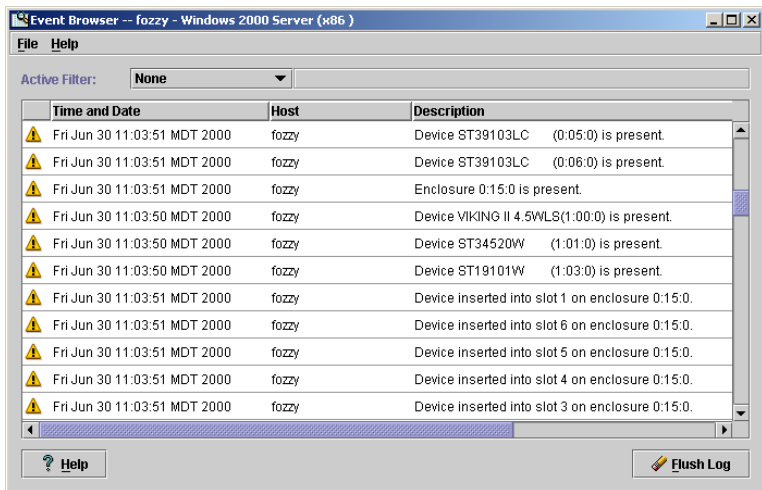 Event Browser -- fozzy - Windows 2000 Server (x86 )
File Help
Active Filter: None
Time and Date Host Description
Fri Jun 30 11:03:51 MDT 2000 fozzy Device ST39103LC (0:05:0) is present.
Fri Jun 30 11:03:51 MDT 2000 fozzy Device ST39103LC (0:06:0) is present.
Fri Jun 30 11:03:51 MDT 2000 fozzy Enclosure 0:15:0 is present.
Fri Jun 30 11:03:50 MDT 2000 fozzy Device VIKING II 4.5WLS(1:00:0) is present.
Fri Jun 30 11:03:50 MDT 2000 fozzy Device ST34520W (1:01:0) is present.
Fri Jun 30 11:03:50 MDT 2000 fozzy Device ST19101W (1:03:0) is present.
Fri Jun 30 11:03:51 MDT 2000 fozzy Device inserted into slot 1 on enclosure 0:15:0.
Fri Jun 30 11:03:51 MDT 2000 fozzy Device inserted into slot 6 on enclosure 0:15:0.
Fri Jun 30 11:03:51 MDT 2000 fozzy Device inserted into slot 5 on enclosure 0:15:0.
Fri Jun 30 11:03:51 MDT 2000 fozzy Device inserted into slot 4 on enclosure 0:15:0.
Fri Jun 30 11:03:51 MDT 2000 fozzy Device inserted into slot 3 on enclosure 0:15:0.
Help Flush Log